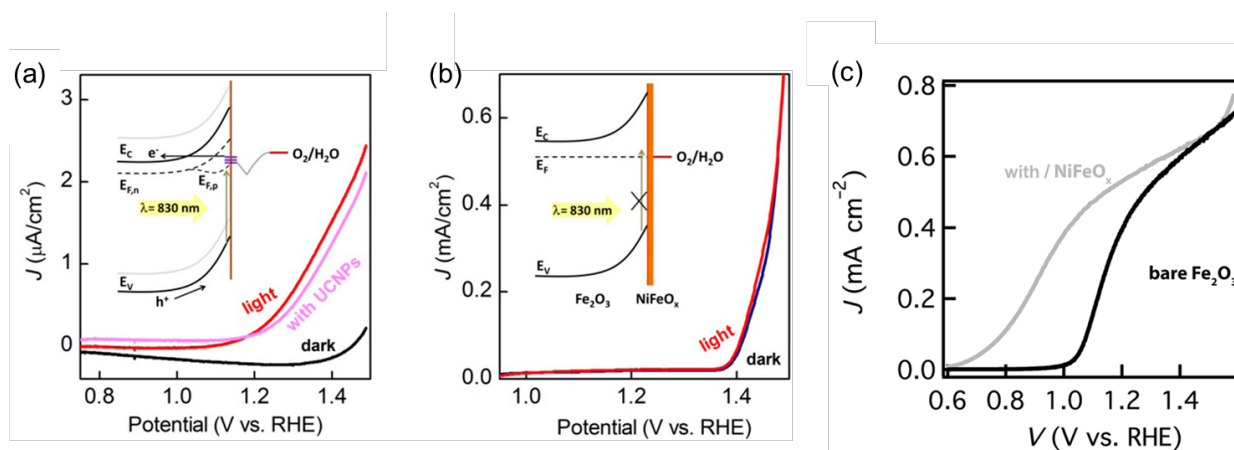 (a)
3
2
1
0
J (μA/cm²)
E_C
e⁻
E_F,n
E_F,p
O₂/H₂O
λ= 830 nm
E_V
h⁺
light
with UCNPs
dark
1.0 1.2 1.4
Potential (V vs. RHE)
(b)
0.6
0.4
0.2
0.0
J (mA/cm²)
E_C
E_F
O₂/H₂O
λ= 830 nm
E_V
Fe₂O₃ NiFeOₓ
light
dark
1.0 1.2 1.4
Potential (V vs. RHE)
(c)
0.8
0.6
0.4
0.2
0.0
J (mA cm⁻²)
with / NiFeOₓ
bare Fe₂O₃
0.6 0.8 1.0 1.2 1.4
V (V vs. RHE)